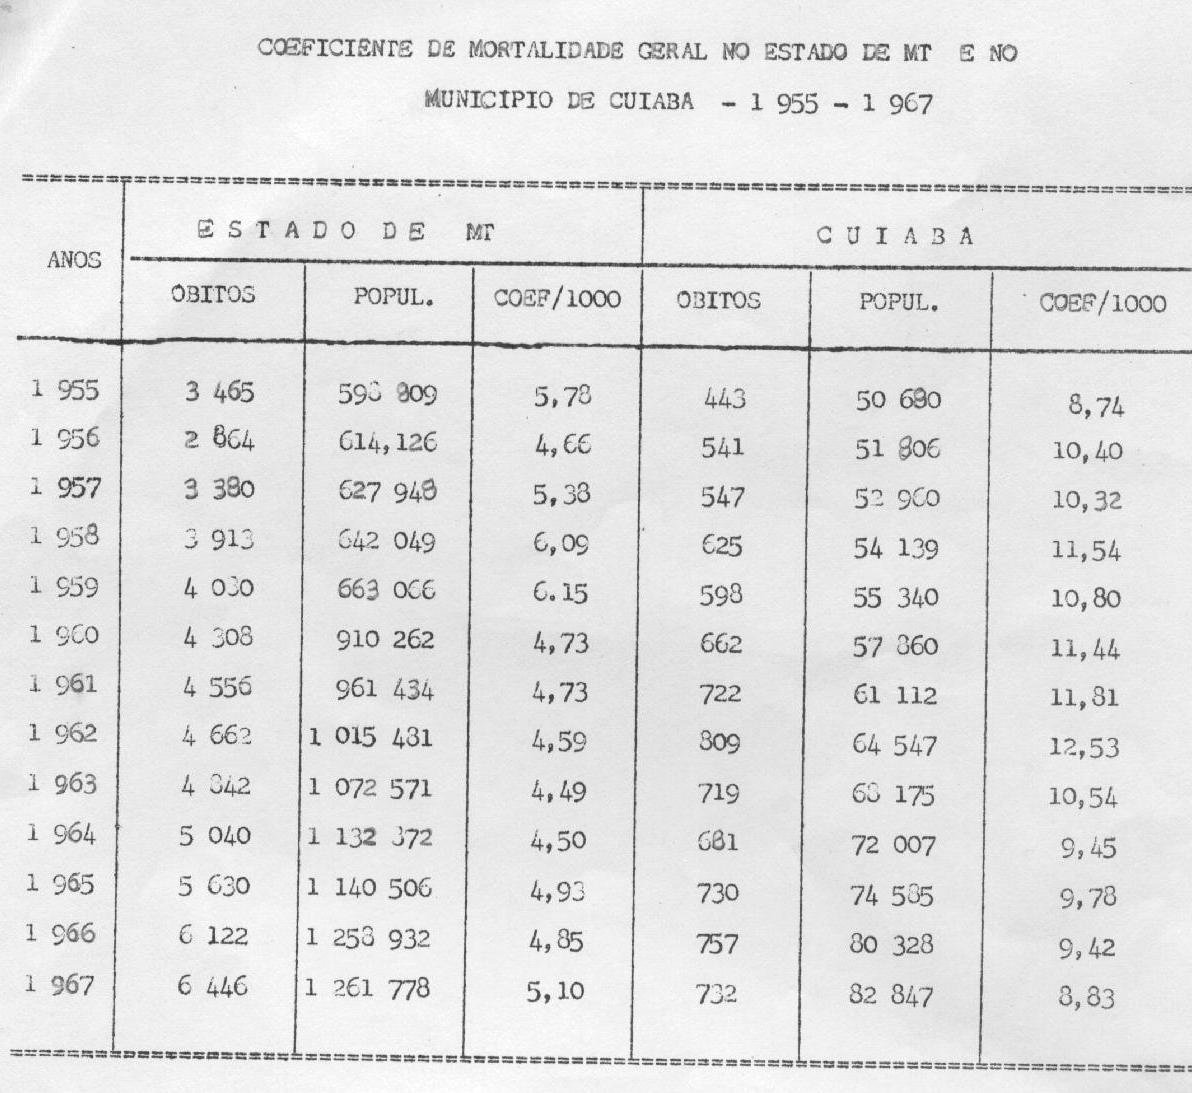 COEFICIENTE DE MORTALIDADE GERAL NO ESTADO DE MT E NO
MUNICIPIO DE CUIABA - 1 955 - 1 967
ANOS ESTADO DE MT CUIABA
OBITOS POPUL. COEF/1000 OBITOS POPUL. COEF/1000
1 955 3 465 598 809 5,78 443 50 680 8,74
1 956 2 864 614,126 4,66 541 51 806 10,40
1 957 3 380 627 948 5,38 547 52 960 10,32
1 958 3 913 642 049 6,09 625 54 139 11,54
1 959 4 030 663 066 6.15 598 55 340 10,80
1 960 4 308 910 262 4,73 662 57 860 11,44
1 961 4 556 961 434 4,73 722 61 112 11,81
1 962 4 662 1 015 481 4,59 809 64 547 12,53
1 963 4 842 1 072 571 4,49 719 68 175 10,54
1 964 5 040 1 132 372 4,50 681 72 007 9,45
1 965 5 630 1 140 506 4,93 730 74 585 9,78
1 966 6 122 1 258 932 4,85 757 80 328 9,42
1 967 6 446 1 261 778 5,10 732 82 847 8,83